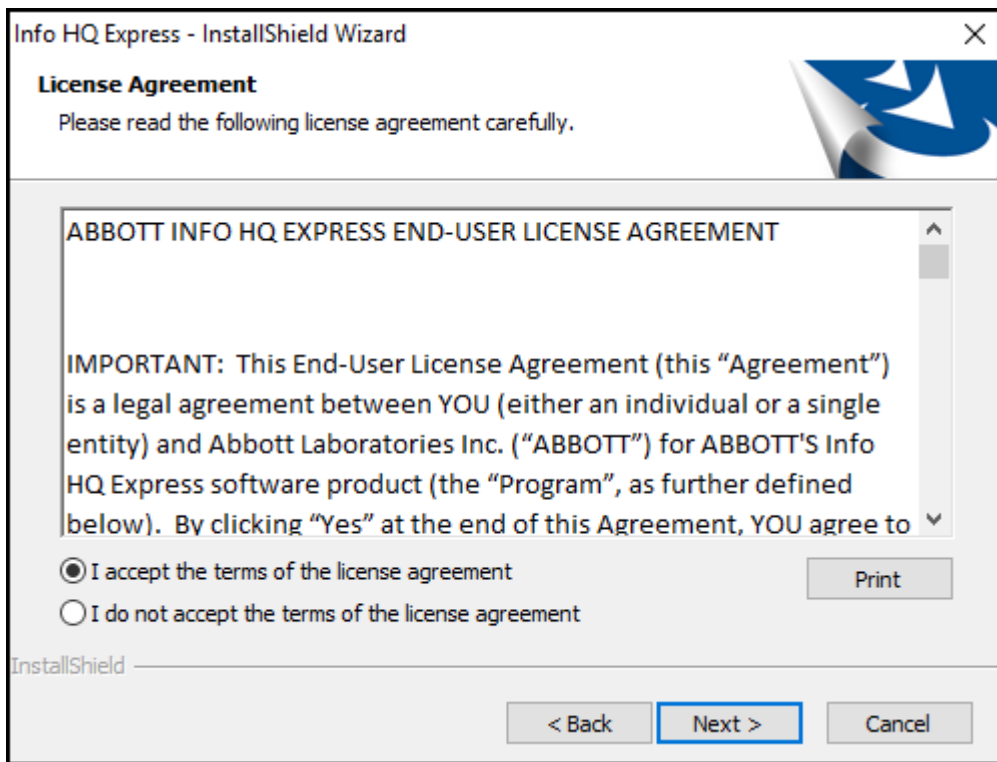 Info HQ Express - InstallShield Wizard
License Agreement
Please read the following license agreement carefully.
ABBOTT INFO HQ EXPRESS END-USER LICENSE AGREEMENT
IMPORTANT:  This End-User License Agreement (this “Agreement”)
is a legal agreement between YOU (either an individual or a single
entity) and Abbott Laboratories Inc. (“ABBOTT”) for ABBOTT'S Info
HQ Express software product (the “Program”, as further defined
below).  By clicking “Yes” at the end of this Agreement, YOU agree to
I accept the terms of the license agreement
Print
I do not accept the terms of the license agreement
InstallShield
< Back
Next >
Cancel